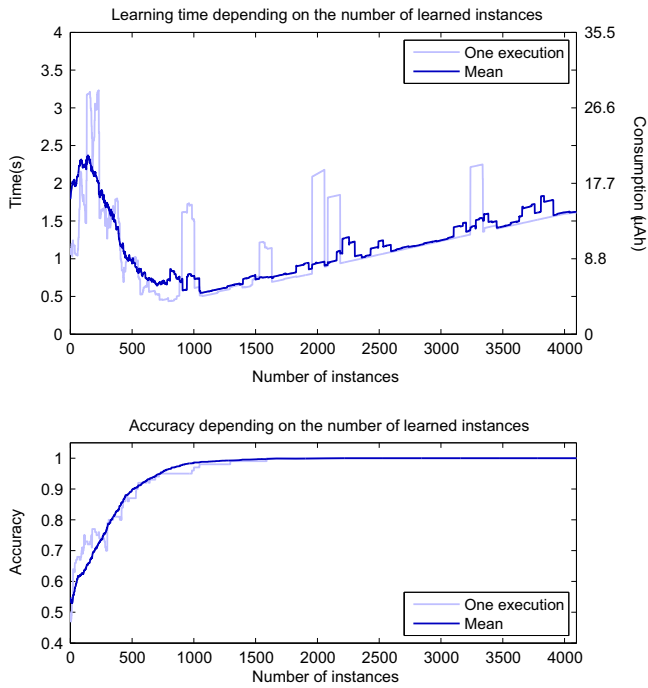 Learning time depending on the number of learned instances
4
3.5
3
2.5
2
1.5
1
0.5
0
Time(s)
35.5
26.6
17.7
8.8
0
Consumption (µAh)
One execution
Mean
0 500 1000 1500 2000 2500 3000 3500 4000
Number of instances
Accuracy depending on the number of learned instances
1
0.9
0.8
0.7
0.6
0.5
0.4
Accuracy
One execution
Mean
0 500 1000 1500 2000 2500 3000 3500 4000
Number of instances